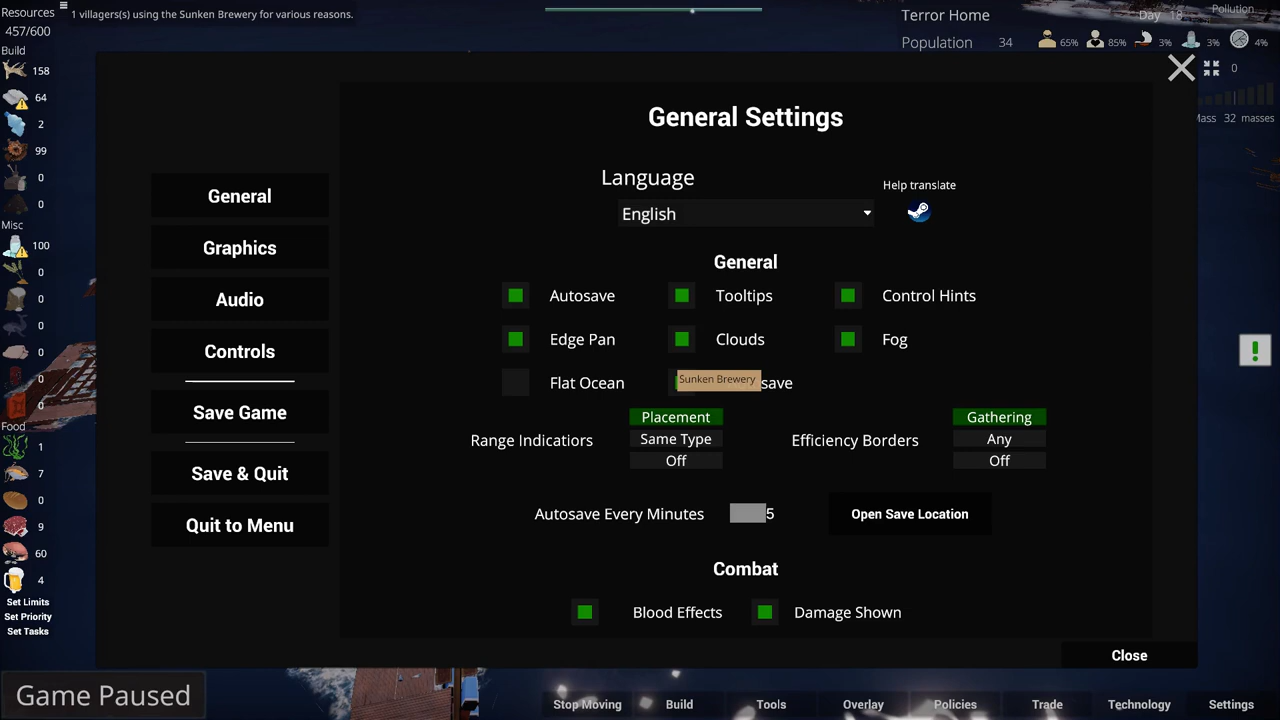 Resources
1 villagers(s) using the Sunken Brewery for various reasons.
Terror Home
Day 18
Pollution
457/600
Population 34 65% 85% 3% 3% 4%
Build
158
64
2
99
0
0
Misc
100
0
0
0
0
0
0
Food
1
7
0
9
60
4
Set Limits
Set Priority
Set Tasks
0
Mass 32 masses
General Settings
General
Graphics
Audio
Controls
Save Game
Save & Quit
Quit to Menu
Language
Help translate
English
General
Autosave Tooltips Control Hints
Edge Pan Clouds Fog
Flat Ocean Sunken Brewery save
Range Indicatiors
Placement
Same Type
Off
Efficiency Borders
Gathering
Any
Off
Autosave Every Minutes 5
Open Save Location
Combat
Blood Effects Damage Shown
Close
Game Paused
Stop Moving Build Tools Overlay Policies Trade Technology Settings